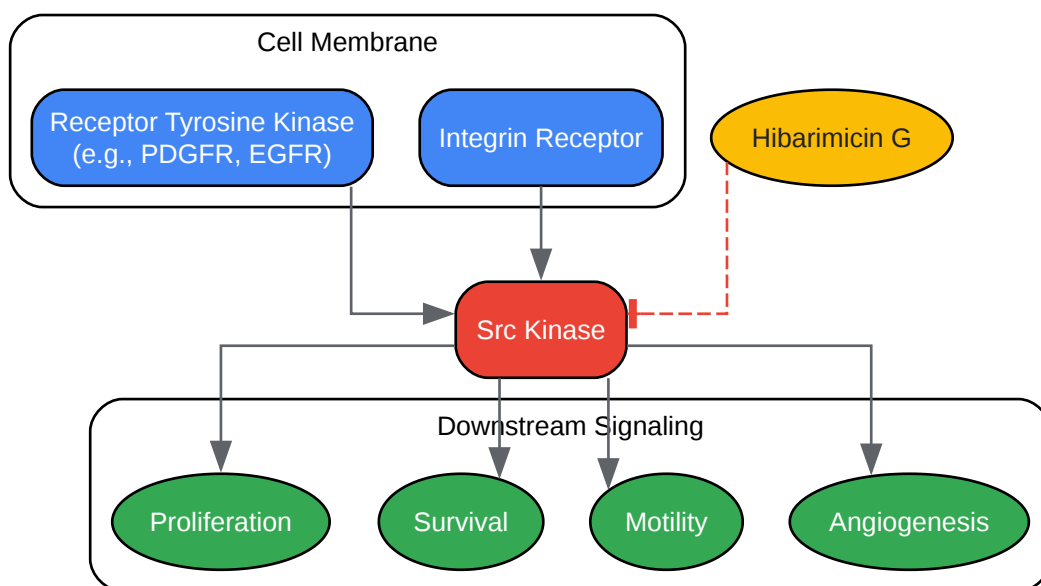 Cell Membrane
Receptor Tyrosine Kinase
(e.g., PDGFR, EGFR)
Integrin Receptor
Hibarimicin G
Src Kinase
Downstream Signaling
Proliferation
Survival
Motility
Angiogenesis